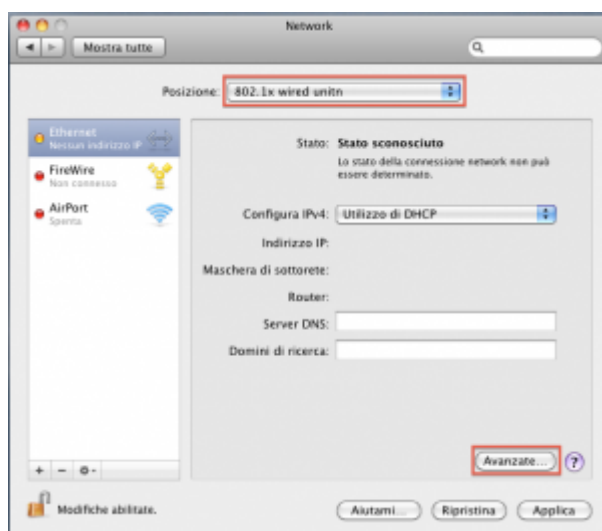 Network
Mostra tutte
Posizione: 802.1x wired unitn
Ethernet
Nessun indirizzo IP
FireWire
Non connesso
AirPort
Spenta
Stato: Stato sconosciuto
Lo stato della connessione network non può
essere determinato.
Configura IPv4: Utilizzo di DHCP
Indirizzo IP:
Maschera di sottorete:
Router:
Server DNS:
Domini di ricerca:
Avanzate... ?
Modifiche abilitate.
Aiutami... Ripristina Applica